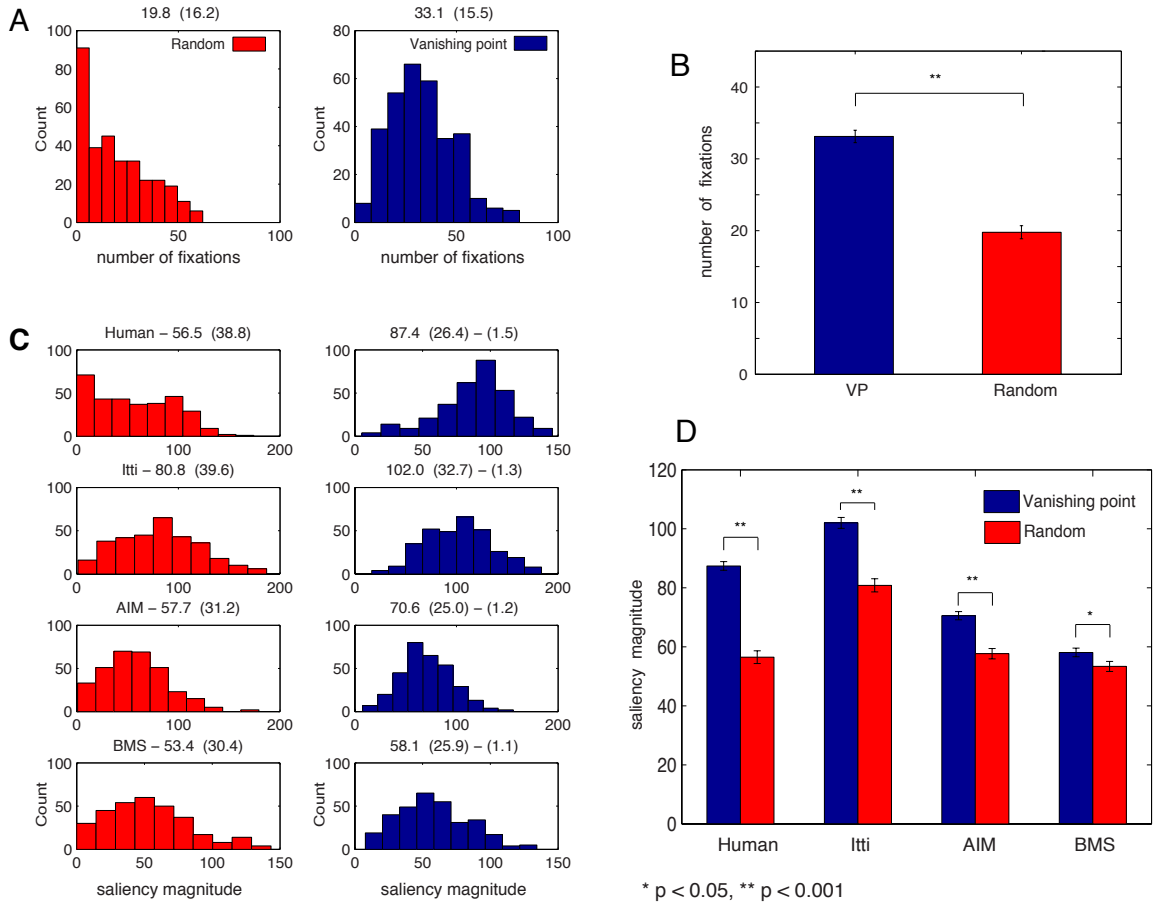 A
19.8 (16.2)
100
80
60
40
20
0
Count
Random
0 50 100
number of fixations
33.1 (15.5)
80
60
40
20
0
Count
Vanishing point
0 50 100
number of fixations
B
40
30
20
10
0
number of fixations
**
VP Random
C
Human – 56.5 (38.8)
100
50
0
0 100 200
87.4 (26.4) – (1.5)
100
50
0
0 50 100 150
Itti – 80.8 (39.6)
100
50
0
0 100 200
102.0 (32.7) – (1.3)
100
50
0
0 100 200
AIM – 57.7 (31.2)
100
50
0
0 100 200
70.6 (25.0) – (1.2)
100
50
0
0 100 200
BMS – 53.4 (30.4)
100
50
0
Count
0 50 100 150
saliency magnitude
58.1 (25.9) – (1.1)
100
50
0
Count
0 50 100 150
saliency magnitude
D
120
100
80
60
40
20
0
saliency magnitude
Vanishing point
Random
**
**
**
*
Human Itti AIM BMS
* p < 0.05, ** p < 0.001